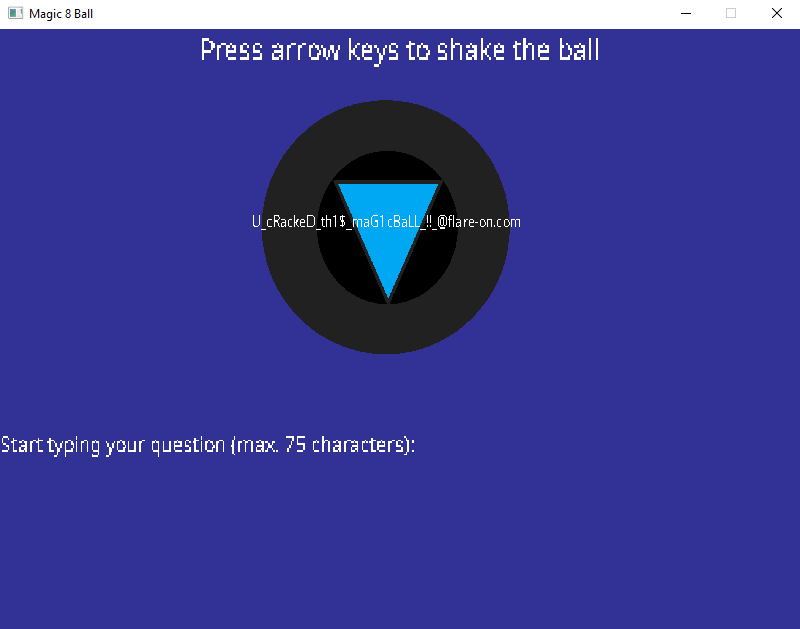 Magic 8 Ball
Press arrow keys to shake the ball
U_cRackeD_th1$_maG1cBaLL_!!_@flare-on.com
Start typing your question (max. 75 characters):